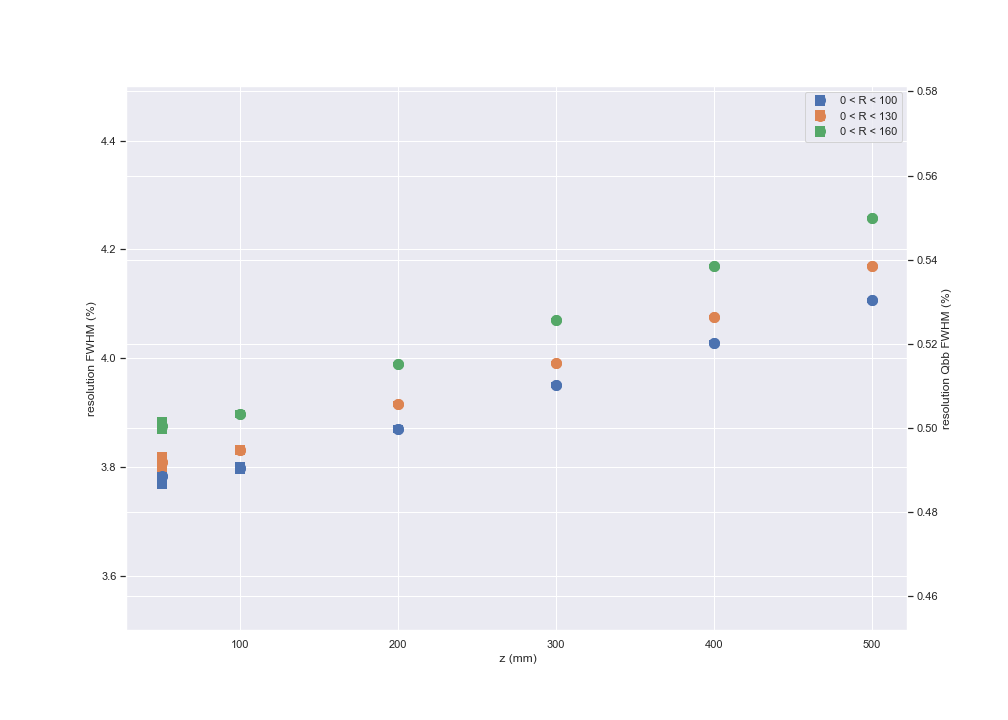 0 < R < 100
0 < R < 130
0 < R < 160
4.4
4.2
4.0
3.8
3.6
resolution FWHM (%)
0.58
0.56
0.54
0.52
0.50
0.48
0.46
resolution Qbb FWHM (%)
100
200
300
400
500
z (mm)